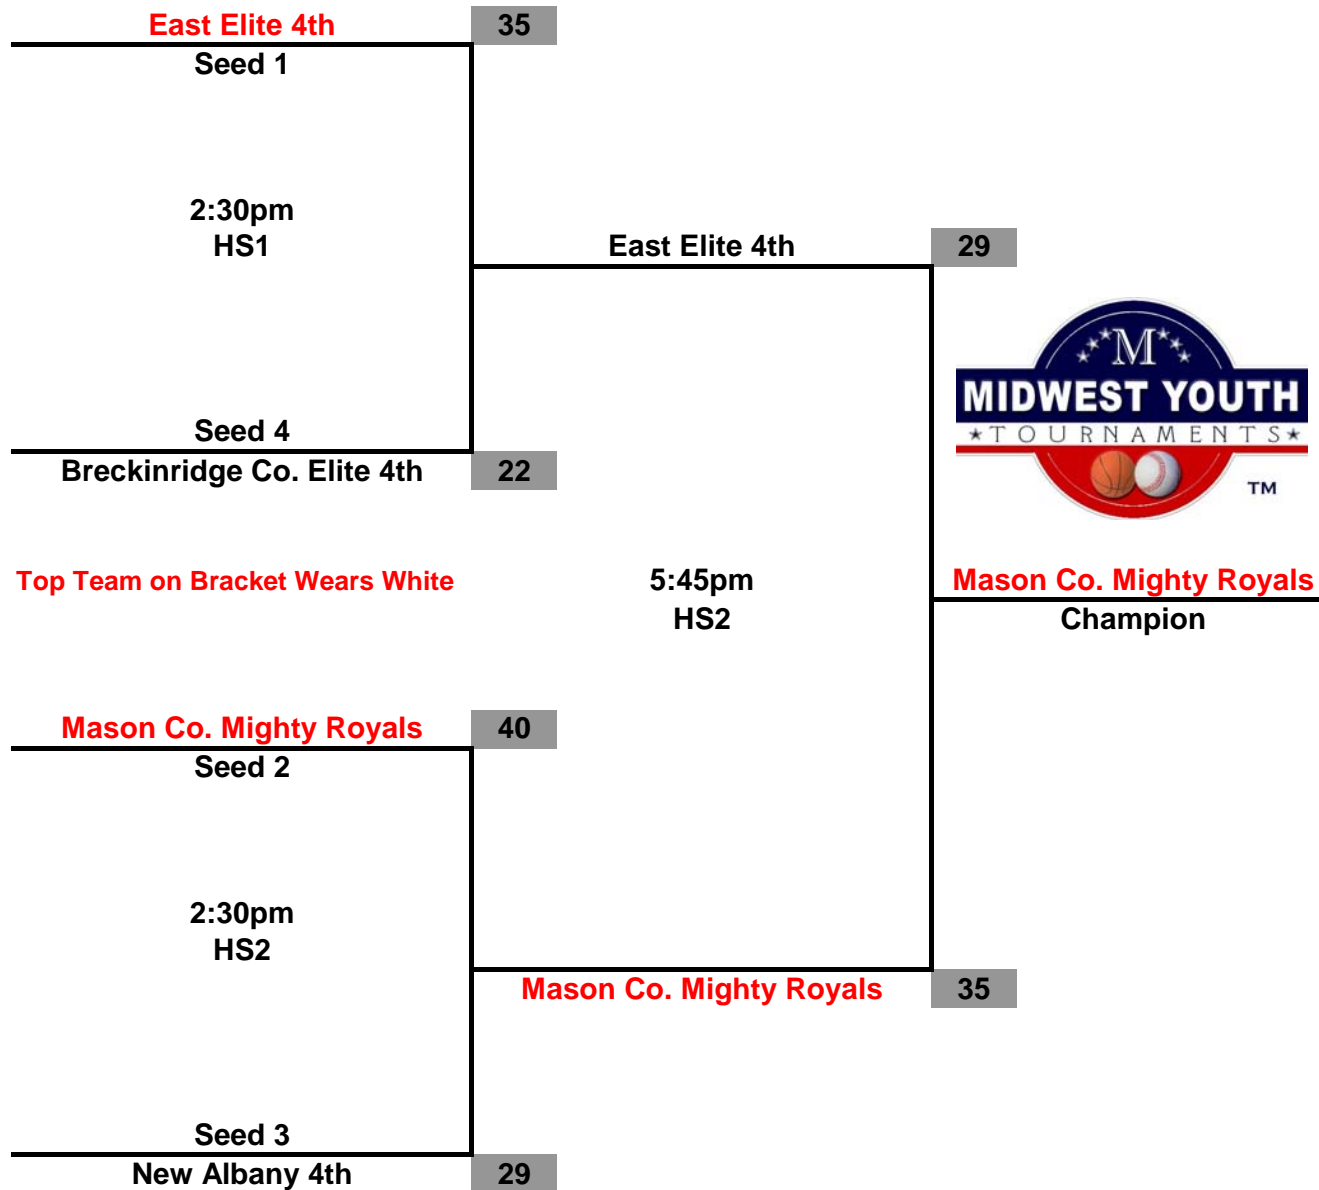 East Elite 4th 35
Seed 1
2:30pm
HS1 East Elite 4th 29
M
MIDWEST YOUTH
TOURNAMENTS
Seed 4
Breckinridge Co. Elite 4th 22
TM
Top Team on Bracket Wears White 5:45pm Mason Co. Mighty Royals
HS2 Champion
Mason Co. Mighty Royals 40
Seed 2
2:30pm
HS2
Mason Co. Mighty Royals 35
Seed 3
New Albany 4th 29